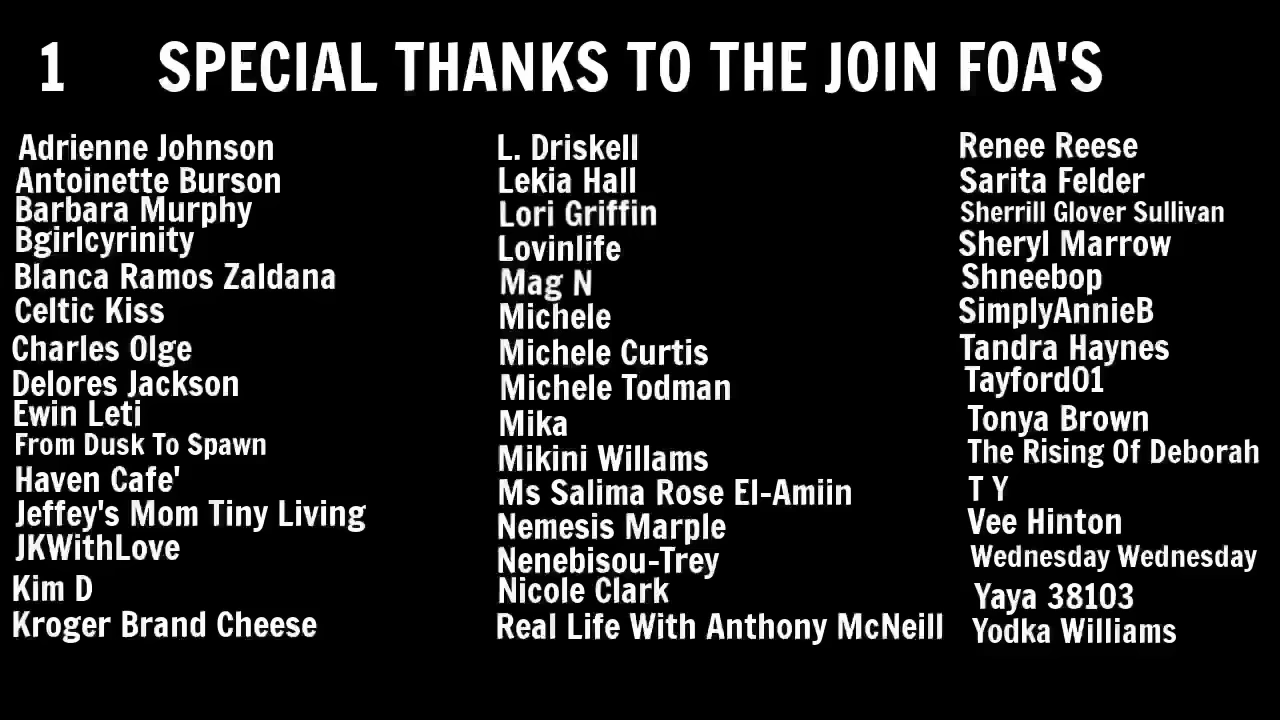 1 SPECIAL THANKS TO THE JOIN FOA'S
Adrienne Johnson
Antoinette Burson
Barbara Murphy
Bgirlcyrinity
Blanca Ramos Zaldana
Celtic Kiss
Charles Olge
Delores Jackson
Ewin Leti
From Dusk To Spawn
Haven Cafe'
Jeffey's Mom Tiny Living
JKWithLove
Kim D
Kroger Brand Cheese
L. Driskell
Lekia Hall
Lori Griffin
Lovinlife
Mag N
Michele
Michele Curtis
Michele Todman
Mika
Mikini Willams
Ms Salima Rose El-Amiin
Nemesis Marple
Nenebisou-Trey
Nicole Clark
Real Life With Anthony McNeill
Renee Reese
Sarita Felder
Sherrill Glover Sullivan
Sheryl Marrow
Shneebop
SimplyAnnieB
Tandra Haynes
Tayford01
Tonya Brown
The Rising Of Deborah
T Y
Vee Hinton
Wednesday Wednesday
Yaya 38103
Yodka Williams